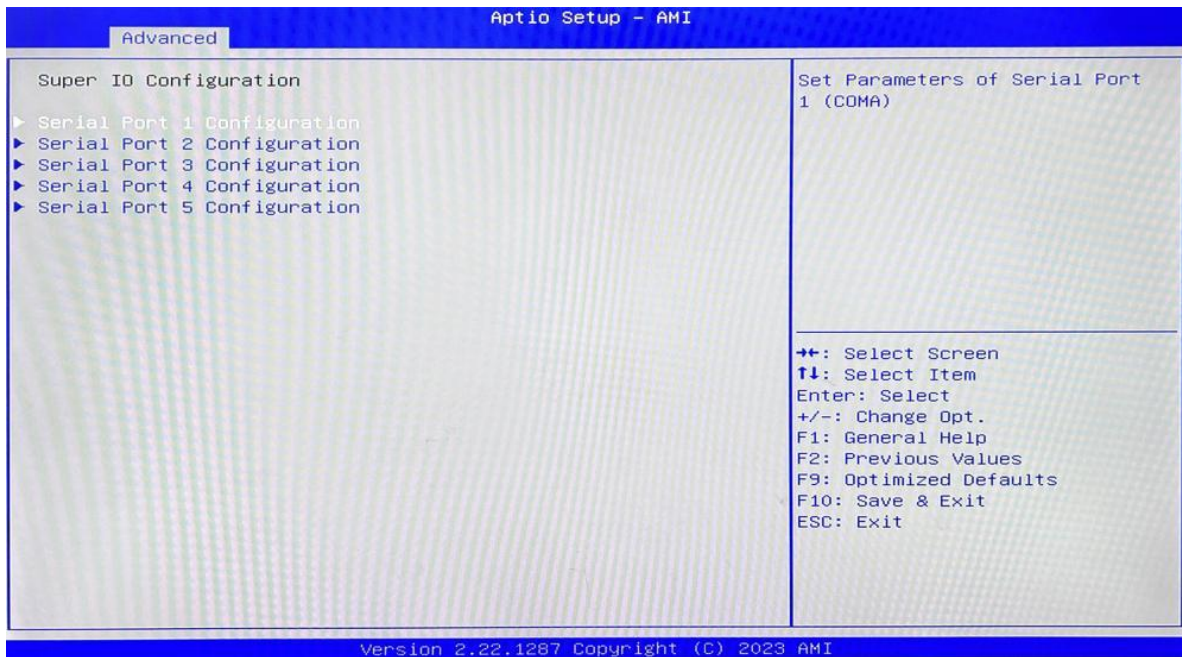 Aptio Setup – AMI
Advanced
Super IO Configuration
Serial Port 1 Configuration
Serial Port 2 Configuration
Serial Port 3 Configuration
Serial Port 4 Configuration
Serial Port 5 Configuration
Set Parameters of Serial Port
1 (COMA)
→←: Select Screen
↑↓: Select Item
Enter: Select
+/-: Change Opt.
F1: General Help
F2: Previous Values
F9: Optimized Defaults
F10: Save & Exit
ESC: Exit
Version 2.22.1287 Copyright (C) 2023 AMI